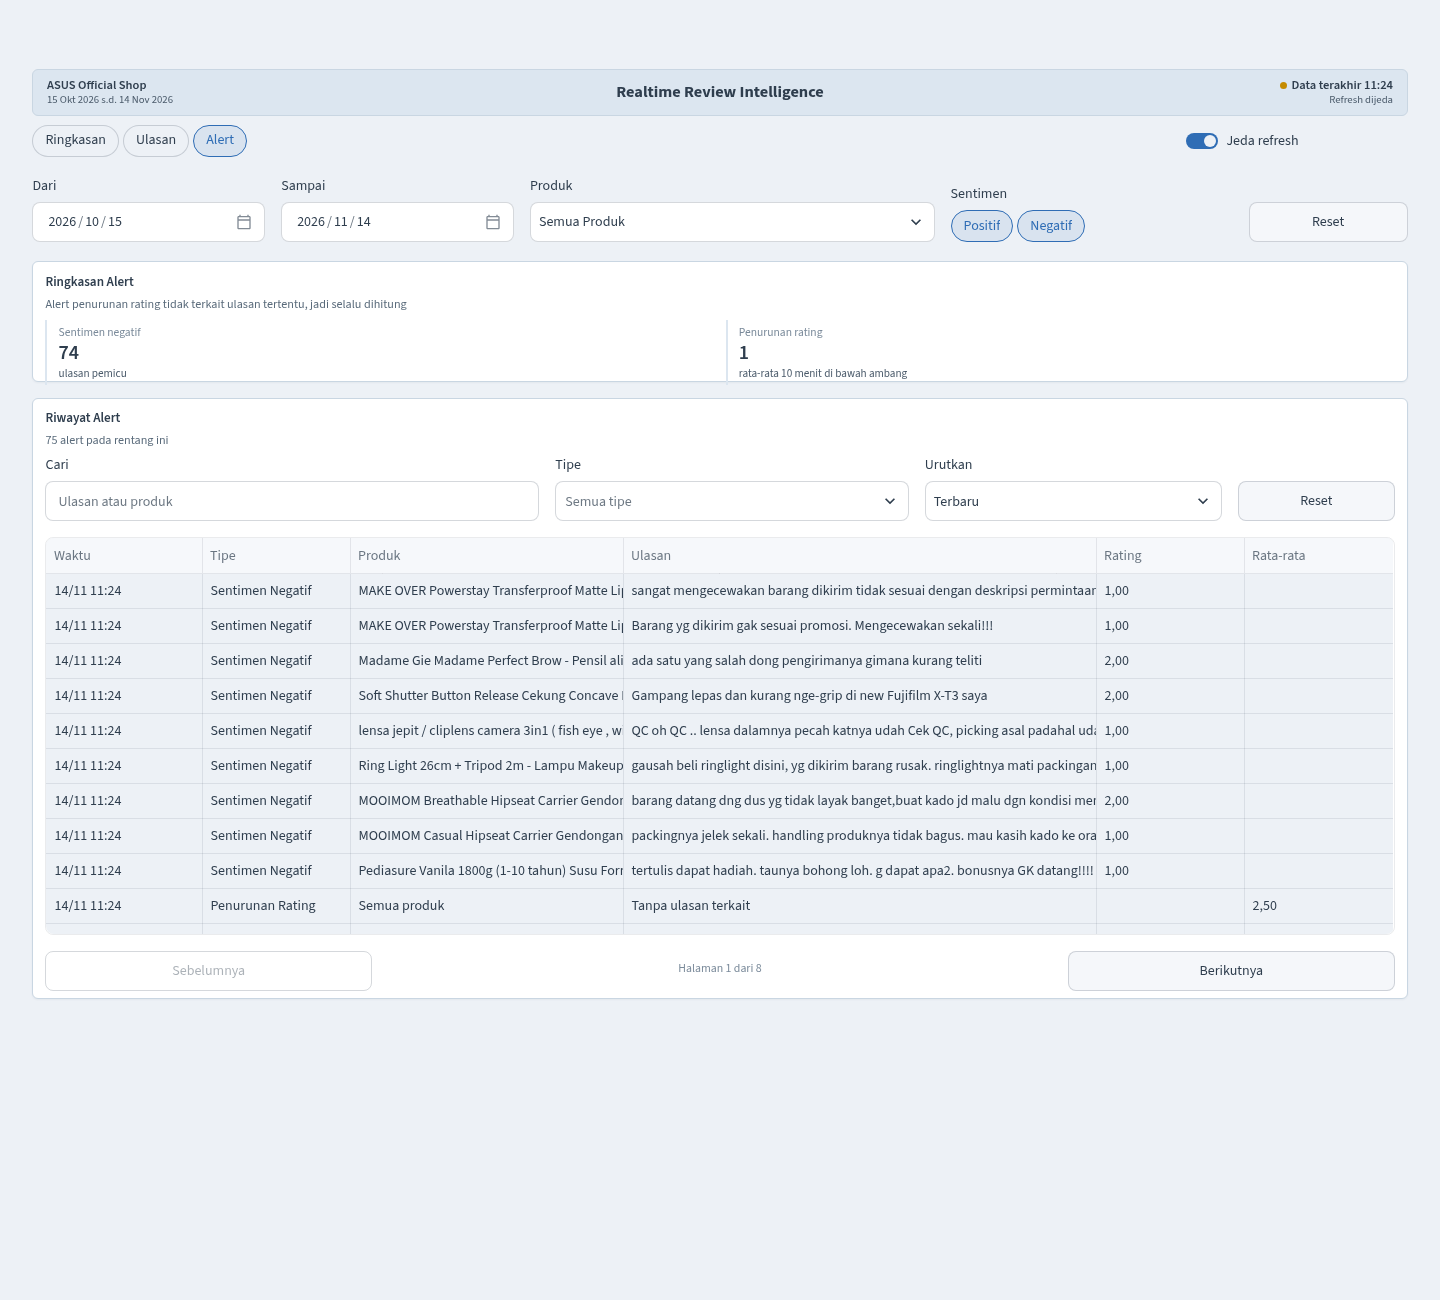 ASUS Official Shop
15 Okt 2026 s.d. 14 Nov 2026
Realtime Review Intelligence
Data terakhir 11:24
Refresh dijeda
Ringkasan
Ulasan
Alert
Jeda refresh
Dari
Sampai
Produk
Sentimen
2026 / 10 / 15
2026 / 11 / 14
Semua Produk
Positif
Negatif
Reset
Ringkasan Alert
Alert penurunan rating tidak terkait ulasan tertentu, jadi selalu dihitung
Sentimen negatif
74
ulasan pemicu
Penurunan rating
1
rata-rata 10 menit di bawah ambang
Riwayat Alert
75 alert pada rentang ini
Cari
Tipe
Urutkan
Ulasan atau produk
Semua tipe
Terbaru
Reset
Waktu Tipe Produk Ulasan Rating Rata-rata
14/11 11:24 Sentimen Negatif MAKE OVER Powerstay Transferproof Matte Lip sangat mengecewakan barang dikirim tidak sesuai dengan deskripsi permintaan 1,00
14/11 11:24 Sentimen Negatif MAKE OVER Powerstay Transferproof Matte Lip Barang yg dikirim gak sesuai promosi. Mengecewakan sekali!!! 1,00
14/11 11:24 Sentimen Negatif Madame Gie Madame Perfect Brow - Pensil ali ada satu yang salah dong pengirimanya gimana kurang teliti 2,00
14/11 11:24 Sentimen Negatif Soft Shutter Button Release Cekung Concave Gampang lepas dan kurang nge-grip di new Fujifilm X-T3 saya 2,00
14/11 11:24 Sentimen Negatif lensa jepit / cliplens camera 3in1 ( fish eye , w QC oh QC .. lensa dalamnya pecah katnya udah Cek QC, picking asal padahal uda 1,00
14/11 11:24 Sentimen Negatif Ring Light 26cm + Tripod 2m - Lampu Makeup gausah beli ringlight disini, yg dikirim barang rusak. ringlightnya mati packingan 1,00
14/11 11:24 Sentimen Negatif MOOIMOM Breathable Hipseat Carrier Gendon barang datang dng dus yg tidak layak banget,buat kado jd malu dgn kondisi mer 2,00
14/11 11:24 Sentimen Negatif MOOIMOM Casual Hipseat Carrier Gendongan packingnya jelek sekali. handling produknya tidak bagus. mau kasih kado ke ora 1,00
14/11 11:24 Sentimen Negatif Pediasure Vanila 1800g (1-10 tahun) Susu Forr tertulis dapat hadiah. taunya bohong loh. g dapat apa2. bonusnya GK datang!!!! 1,00
14/11 11:24 Penurunan Rating Semua produk Tanpa ulasan terkait 2,50
Sebelumnya
Halaman 1 dari 8
Berikutnya